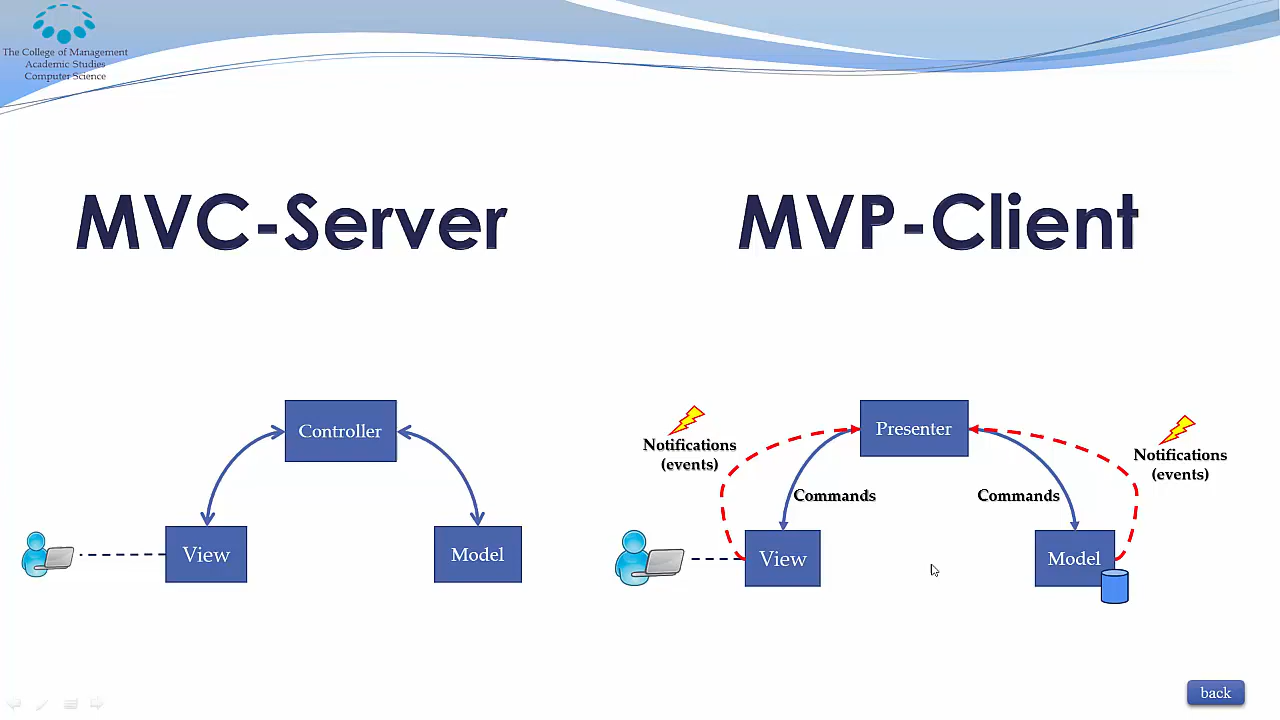 The College of Management
Academic Studies
Computer Science
MVC-Server
MVP-Client
Controller
View
Model
Presenter
Notifications
(events)
Notifications
(events)
Commands
Commands
View
Model
back